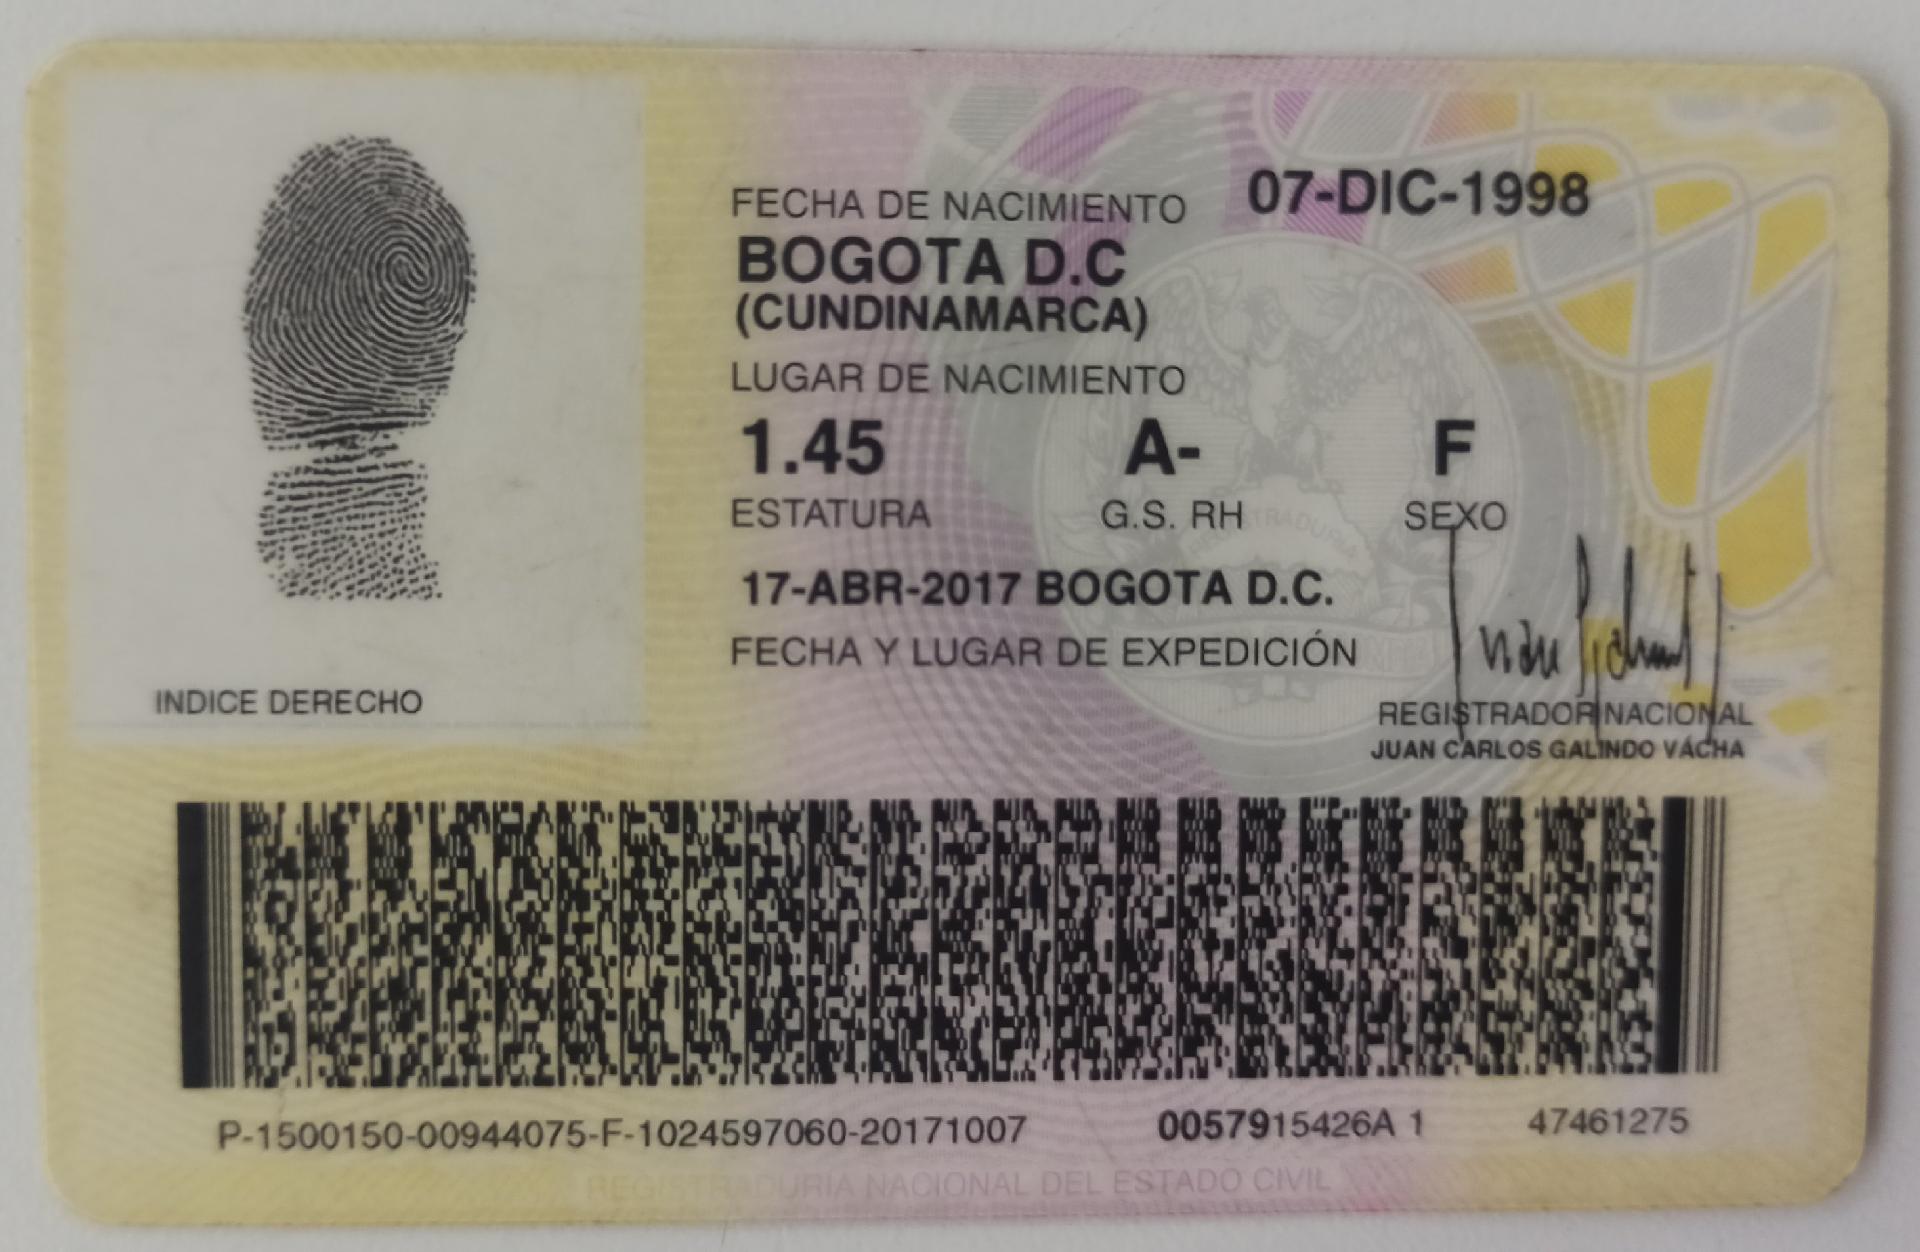 FECHA DE NACIMIENTO 07-DIC-1998
BOGOTA D.C
(CUNDINAMARCA)
LUGAR DE NACIMIENTO
1.45 A- F
ESTATURA G.S. RH SEXO
17-ABR-2017 BOGOTA D.C.
FECHA Y LUGAR DE EXPEDICIÓN
INDICE DERECHO
REGISTRADOR NACIONAL
JUAN CARLOS GALINDO VÁCHA
P-1500150-00944075-F-1024597060-20171007 0057915426A 1 47461275
REGISTRADURIA NACIONAL DEL ESTADO CIVIL